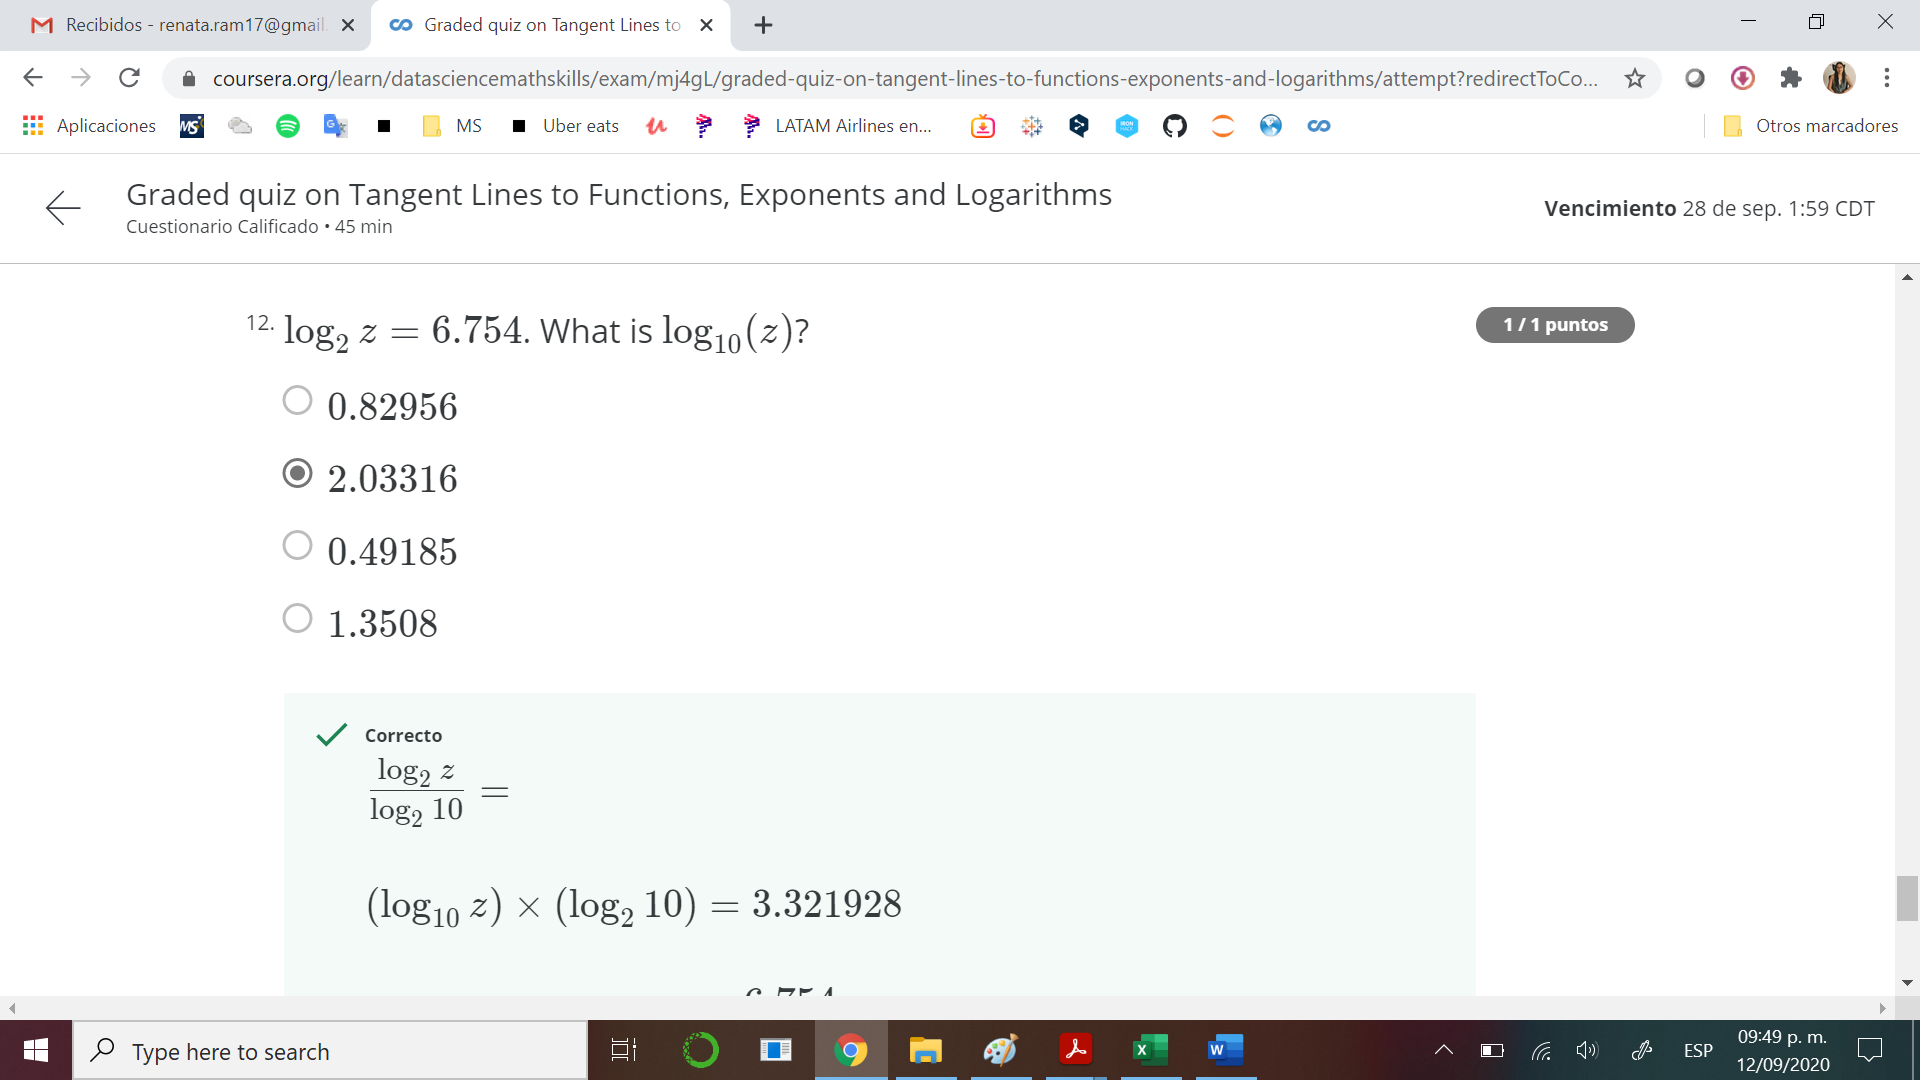 Recibidos - renata.ram17@gmail.
Graded quiz on Tangent Lines to
coursera.org/learn/datasciencemathskills/exam/mj4gL/graded-quiz-on-tangent-lines-to-functions-exponents-and-logarithms/attempt?redirectToCo...
Aplicaciones
MS
MS
Uber eats
LATAM Airlines en...
Otros marcadores
Graded quiz on Tangent Lines to Functions, Exponents and Logarithms
Cuestionario Calificado • 45 min
Vencimiento 28 de sep. 1:59 CDT
12. log₂ z = 6.754. What is log₁₀(z)?
1 / 1 puntos
0.82956
2.03316
0.49185
1.3508
Correcto
log₂ z
log₂ 10
=
(log₁₀ z) × (log₂ 10) = 3.321928
6.754
Type here to search
ESP
09:49 p. m.
12/09/2020